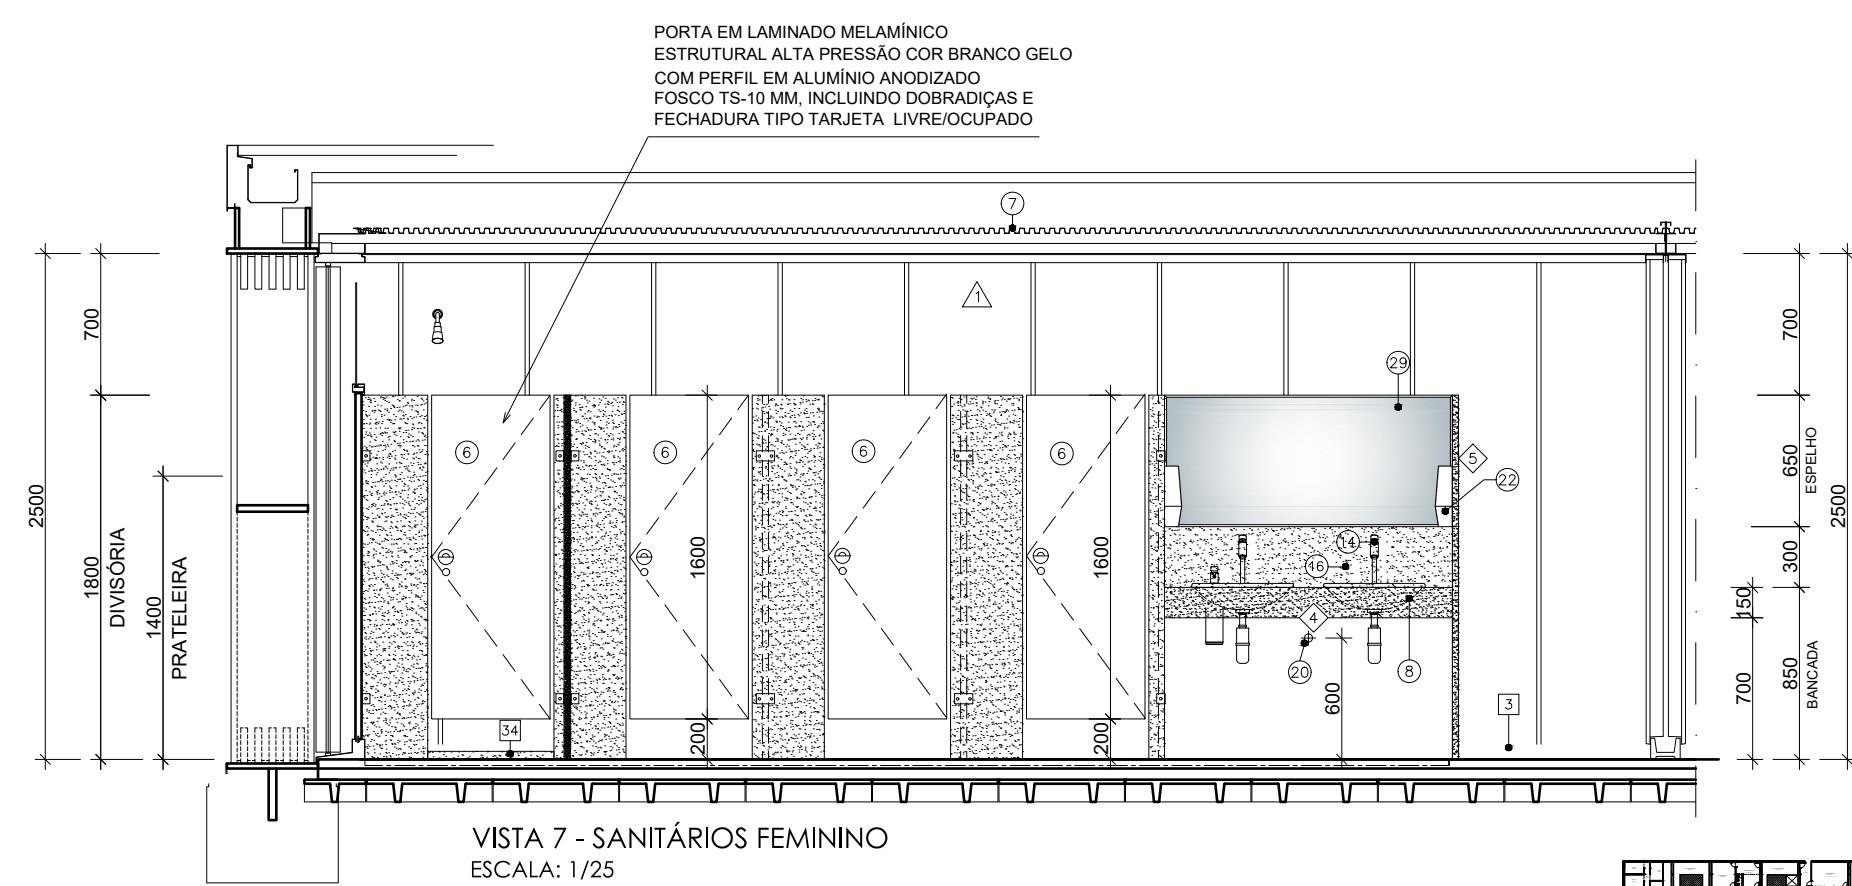 PORTA EM LAMINADO MELAMÍNICO
ESTRUTURAL ALTA PRESSÃO COR BRANCO GELO
COM PERFIL EM ALUMÍNIO ANODIZADO
FOSCO TS-10 MM, INCLUINDO DOBRADIÇAS E
FECHADURA TIPO TARJETA LIVRE/OCUPADO
7
1
29
6
6
6
6
5
22
14
46
4
20
8
34
3
2500
700
1800
DIVISÓRIA
1400
PRATELEIRA
1600
200
1600
200
600
700
650
ESPELHO
300
150
700
850
BANCADA
2500
VISTA 7 - SANITÁRIOS FEMININO
ESCALA: 1/25